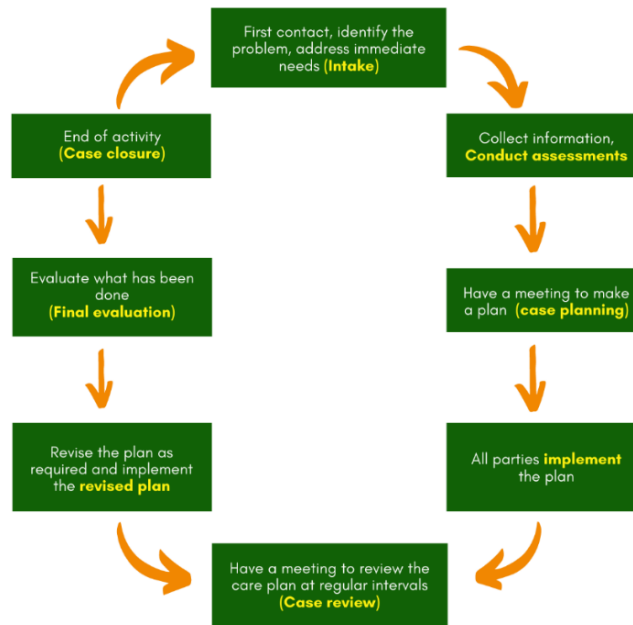 First contact, identify the
problem, address immediate
needs (Intake)
End of activity
(Case closure)
Collect information,
Conduct assessments
Evaluate what has been
done
(Final evaluation)
Have a meeting to make
a plan (case planning)
Revise the plan as
required and implement
the revised plan
All parties implement
the plan
Have a meeting to review the
care plan at regular intervals
(Case review)